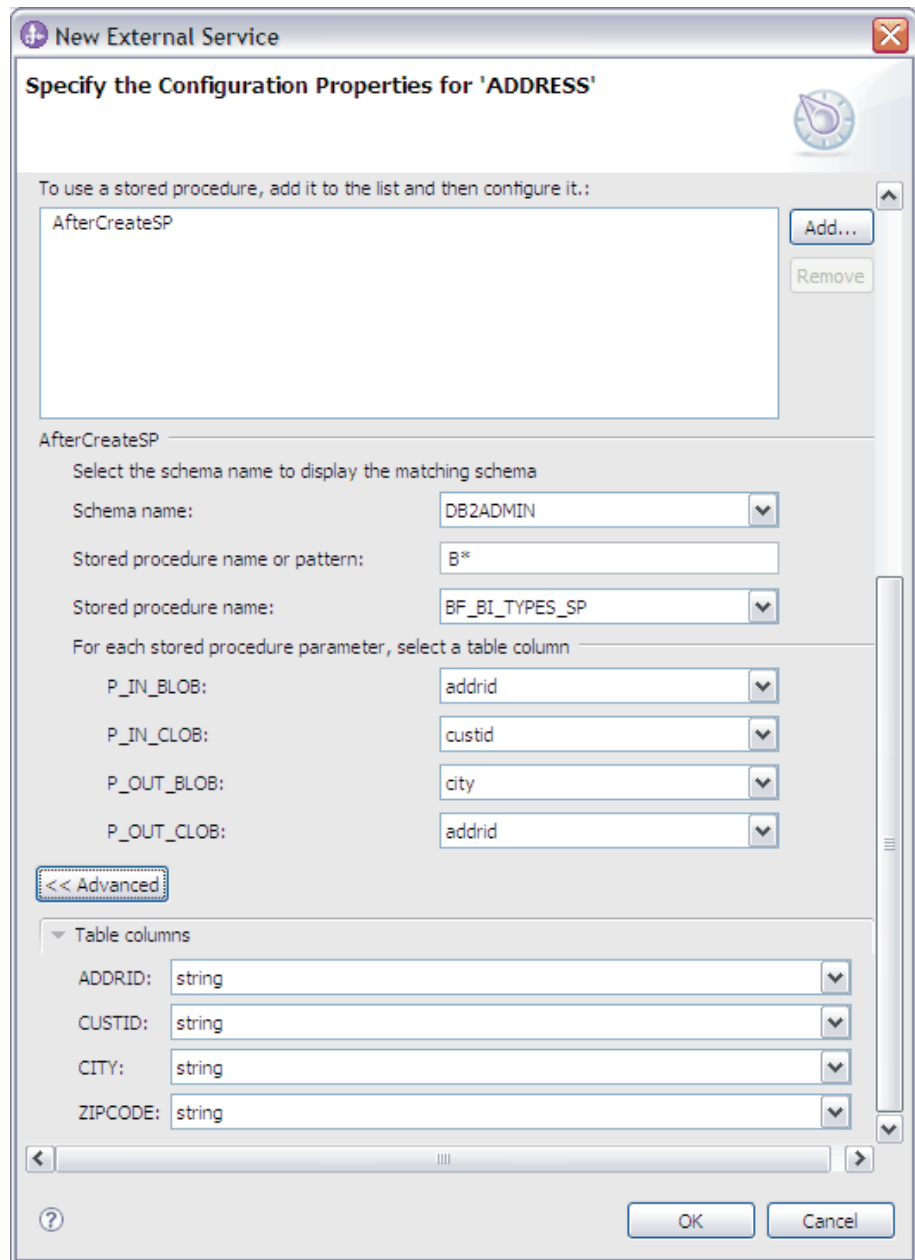 New External Service
Specify the Configuration Properties for 'ADDRESS'
To use a stored procedure, add it to the list and then configure it.:
AfterCreateSP
Add...
Remove
AfterCreateSP
Select the schema name to display the matching schema
Schema name: DB2ADMIN
Stored procedure name or pattern: B*
Stored procedure name: BF_BI_TYPES_SP
For each stored procedure parameter, select a table column
P_IN_BLOB: addrid
P_IN_CLOB: custid
P_OUT_BLOB: city
P_OUT_CLOB: addrid
<< Advanced
Table columns
ADDRID: string
CUSTID: string
CITY: string
ZIPCODE: string
? OK Cancel